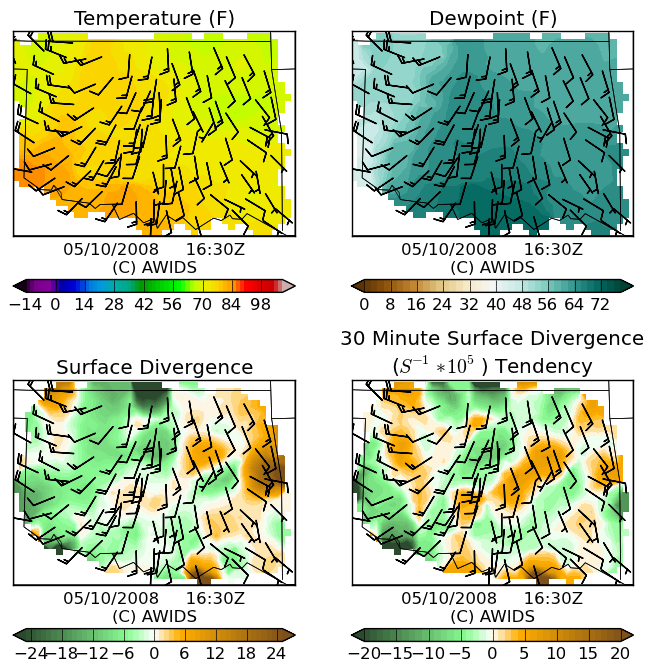 Temperature (F)
Dewpoint (F)
05/10/2008 16:30Z
(C) AWIDS
−14 0 14 28 42 56 70 84 98
05/10/2008 16:30Z
(C) AWIDS
0 8 16 24 32 40 48 56 64 72
Surface Divergence
30 Minute Surface Divergence
(S⁻¹ *10⁵ ) Tendency
05/10/2008 16:30Z
(C) AWIDS
−24 −18 −12 −6 0 6 12 18 24
05/10/2008 16:30Z
(C) AWIDS
−20 −15 −10 −5 0 5 10 15 20